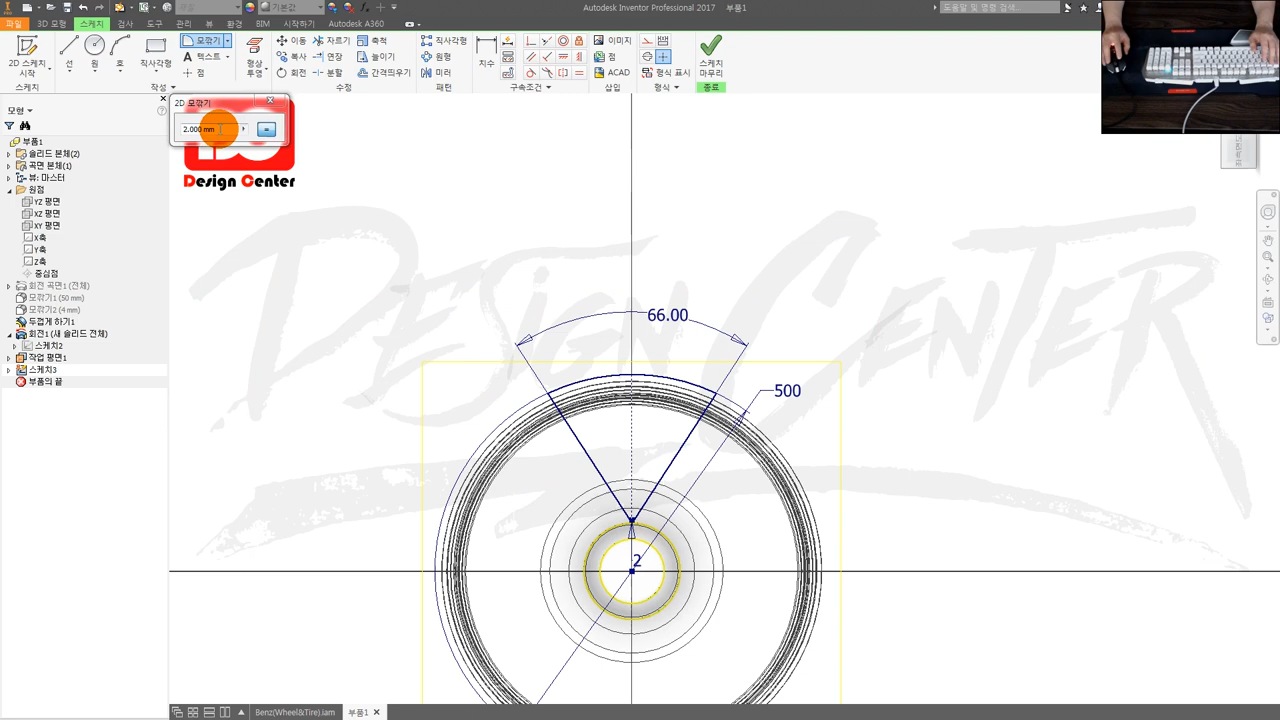 Autodesk Inventor Professional 2017 부품1
도움말 및 명령 검색...
파일 3D 모형 스케치 검사 도구 관리 뷰 환경 BIM 시작하기 Autodesk A360
2D 스케치 시작
스케치
선 원 호 직사각형
모깎기
텍스트
점
작성
형상 투영
이동 자르기 축척
복사 연장 늘이기
회전 분할 간격띄우기
수정
직사각형
원형
미러
패턴
치수
구속조건
이미지
점
ACAD
삽입
형식 표시
형식
스케치 마무리
종료
모형
2D 모깎기
2.000 mm
Design Center
부품1
솔리드 본체(2)
곡면 본체(1)
뷰: 마스터
원점
YZ 평면
XZ 평면
XY 평면
X축
Y축
Z축
중심점
회전 곡면1 (전체)
모깎기1 (50 mm)
모깎기2 (4 mm)
두껍게 하기1
회전1 (새 솔리드 전체)
스케치2
작업 평면1
스케치3
부품의 끝
DESIGN CENTER
66.00
500
2
Benz(Wheel&Tire).iam 부품1